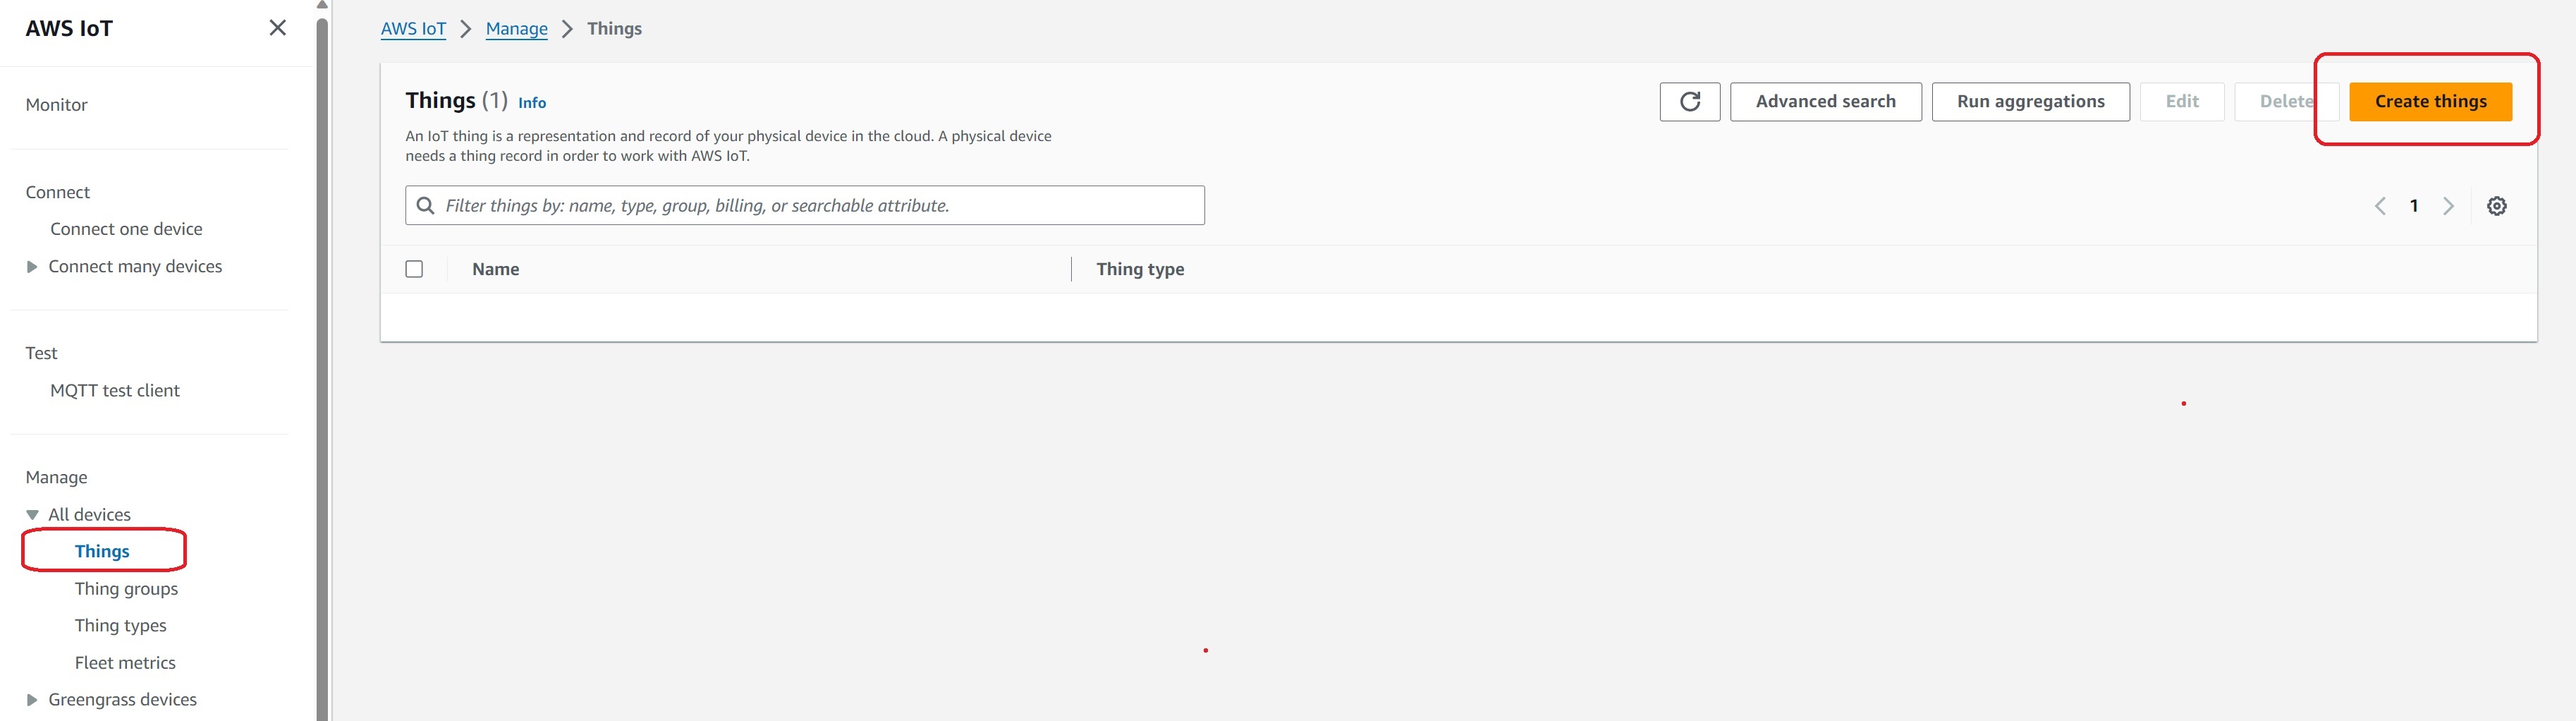 AWS IoT
Monitor
Connect
Connect one device
Connect many devices
Test
MQTT test client
Manage
All devices
Things
Thing groups
Thing types
Fleet metrics
Greengrass devices
AWS IoT > Manage > Things
Things (1) Info
Advanced search
Run aggregations
Edit
Delete
Create things
An IoT thing is a representation and record of your physical device in the cloud. A physical device
needs a thing record in order to work with AWS IoT.
Filter things by: name, type, group, billing, or searchable attribute.
1
Name
Thing type